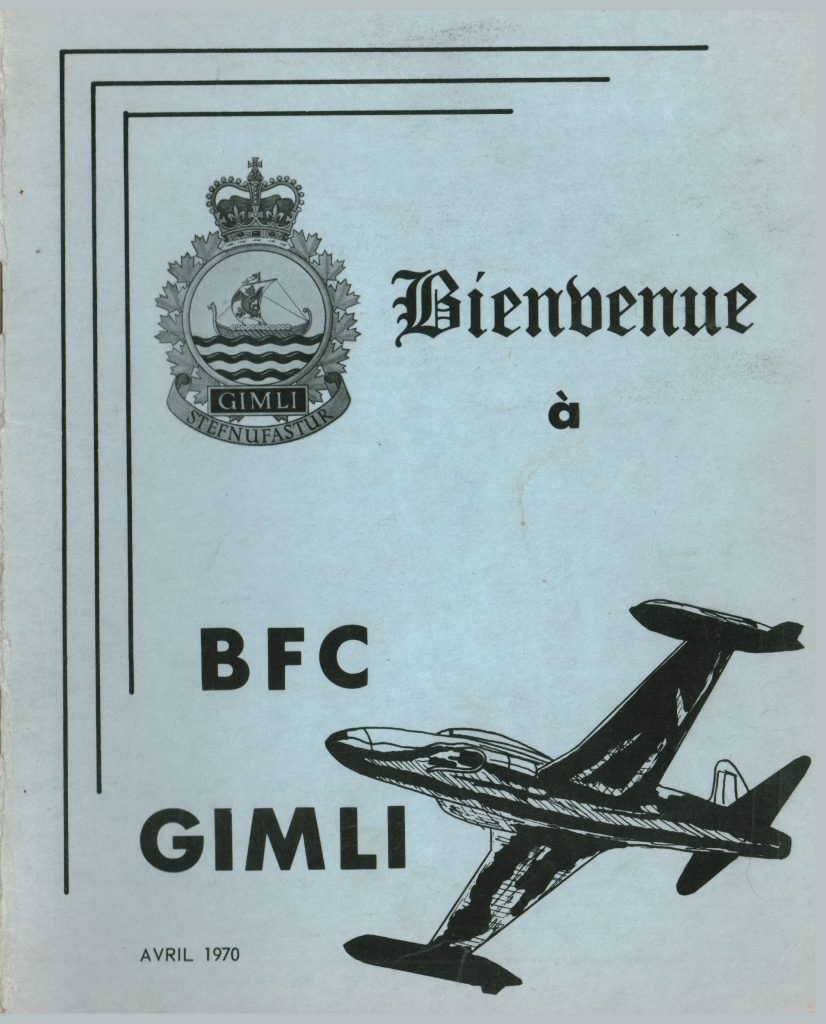 GIMLI
STEFNUFASTUR
Bienvenue
à
BFC
GIMLI
AVRIL 1970